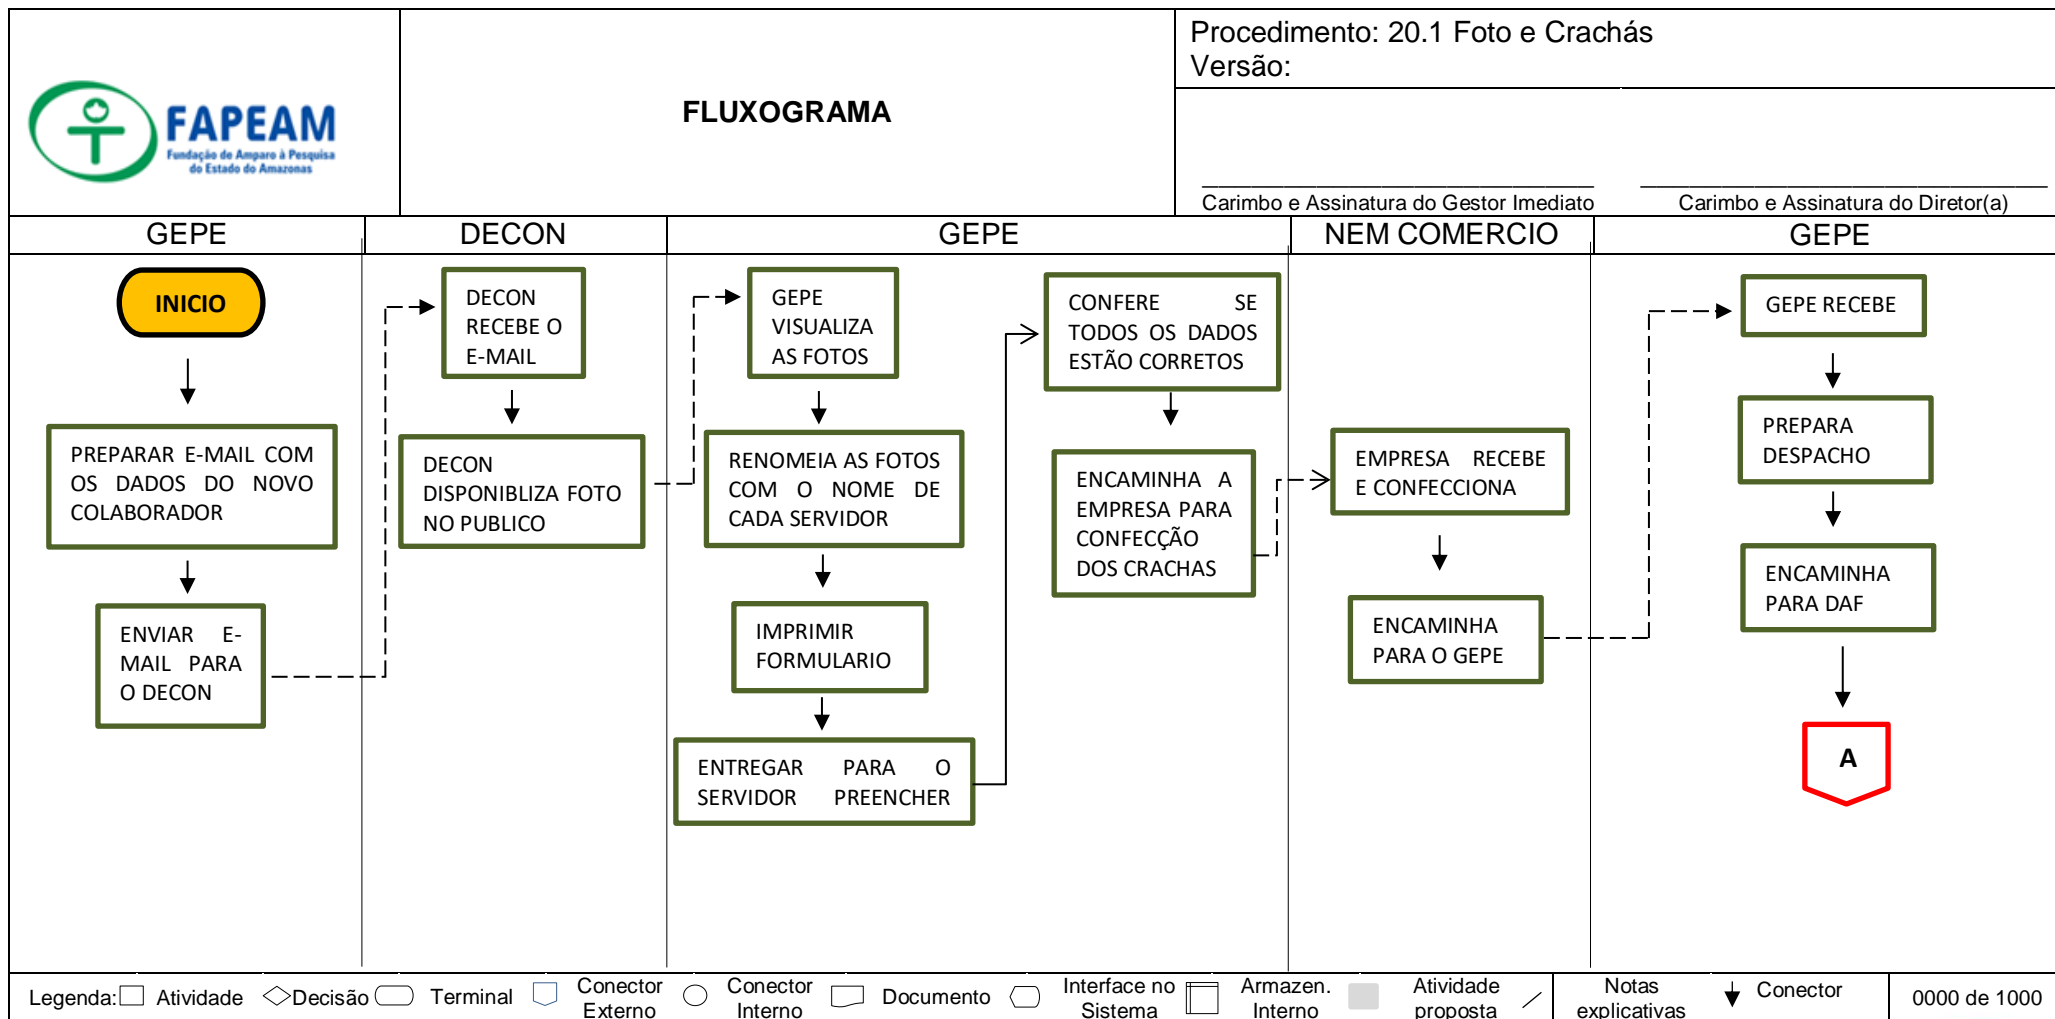 FAPEAM
Fundação de Amparo à Pesquisa
do Estado do Amazonas
FLUXOGRAMA
Procedimento: 20.1 Foto e Crachás
Versão:
Carimbo e Assinatura do Gestor Imediato
Carimbo e Assinatura do Diretor(a)
GEPE
DECON
GEPE
NEM COMERCIO
GEPE
INICIO
PREPARAR E-MAIL COM
OS DADOS DO NOVO
COLABORADOR
ENVIAR E-
MAIL PARA
O DECON
DECON
RECEBE O
E-MAIL
DECON
DISPONIBLIZA FOTO
NO PUBLICO
GEPE
VISUALIZA
AS FOTOS
RENOMEIA AS FOTOS
COM O NOME DE
CADA SERVIDOR
IMPRIMIR
FORMULARIO
ENTREGAR PARA O
SERVIDOR PREENCHER
CONFERE SE
TODOS OS DADOS
ESTÃO CORRETOS
ENCAMINHA A
EMPRESA PARA
CONFECÇÃO
DOS CRACHAS
EMPRESA RECEBE
E CONFECCIONA
ENCAMINHA
PARA O GEPE
GEPE RECEBE
PREPARA
DESPACHO
ENCAMINHA
PARA DAF
A
Legenda:
Atividade
Decisão
Terminal
Conector
Externo
Conector
Interno
Documento
Interface no
Sistema
Armazen.
Interno
Atividade
proposta
Notas
explicativas
Conector
0000 de 1000